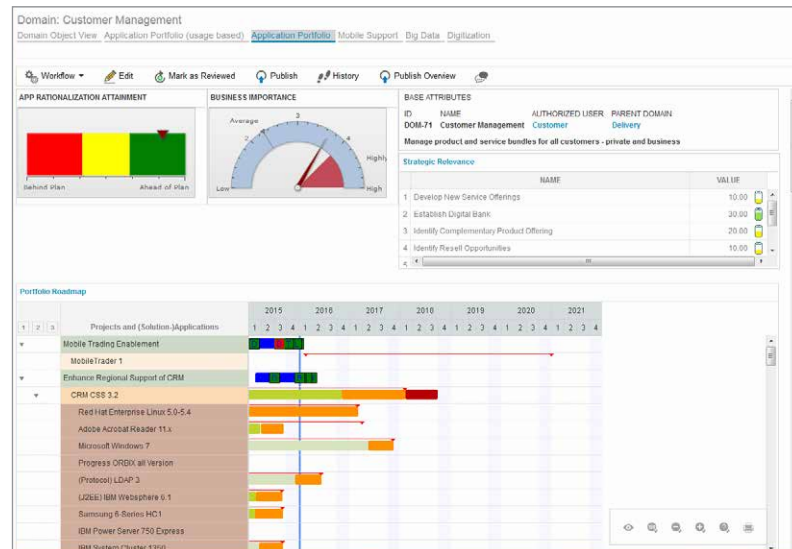 Domain: Customer Management
Domain Object View Application Portfolio (usage based) Application Portfolio Mobile Support Big Data Digitization
Workflow Edit Mark as Reviewed Publish History Publish Overview
APP RATIONALIZATION ATTAINMENT
Behind Plan Ahead of Plan
BUSINESS IMPORTANCE
Low Average 2 3 4 Highly High
BASE ATTRIBUTES
ID NAME AUTHORIZED USER PARENT DOMAIN
DOM-71 Customer Management Customer Delivery
Manage product and service bundles for all customers - private and business
Strategic Relevance
NAME VALUE
1 Develop New Service Offerings 10.00
2 Establish Digital Bank 30.00
3 Identify Complementary Product Offering 20.00
4 Identify Resell Opportunities 10.00
Portfolio Roadmap
2015 2016 2017 2018 2019 2020 2021
1 2 3 Projects and (Solution-)Applications 1 2 3 4 1 2 3 4 1 2 3 4 1 2 3 4 1 2 3 4 1 2 3 4 1 2 3 4
Mobile Trading Enablement
MobileTrader 1
Enhance Regional Support of CRM
CRM CSS 3.2
Red Hat Enterprise Linux 5.0-5.4
Adobe Acrobat Reader 11.x
Microsoft Windows 7
Progress ORBIX all Version
(Protocol) LDAP 3
(J2EE) IBM Websphere 6.1
Samsung 6-Series HC1
IBM Power Server 750 Express
IBM System Cluster 1350